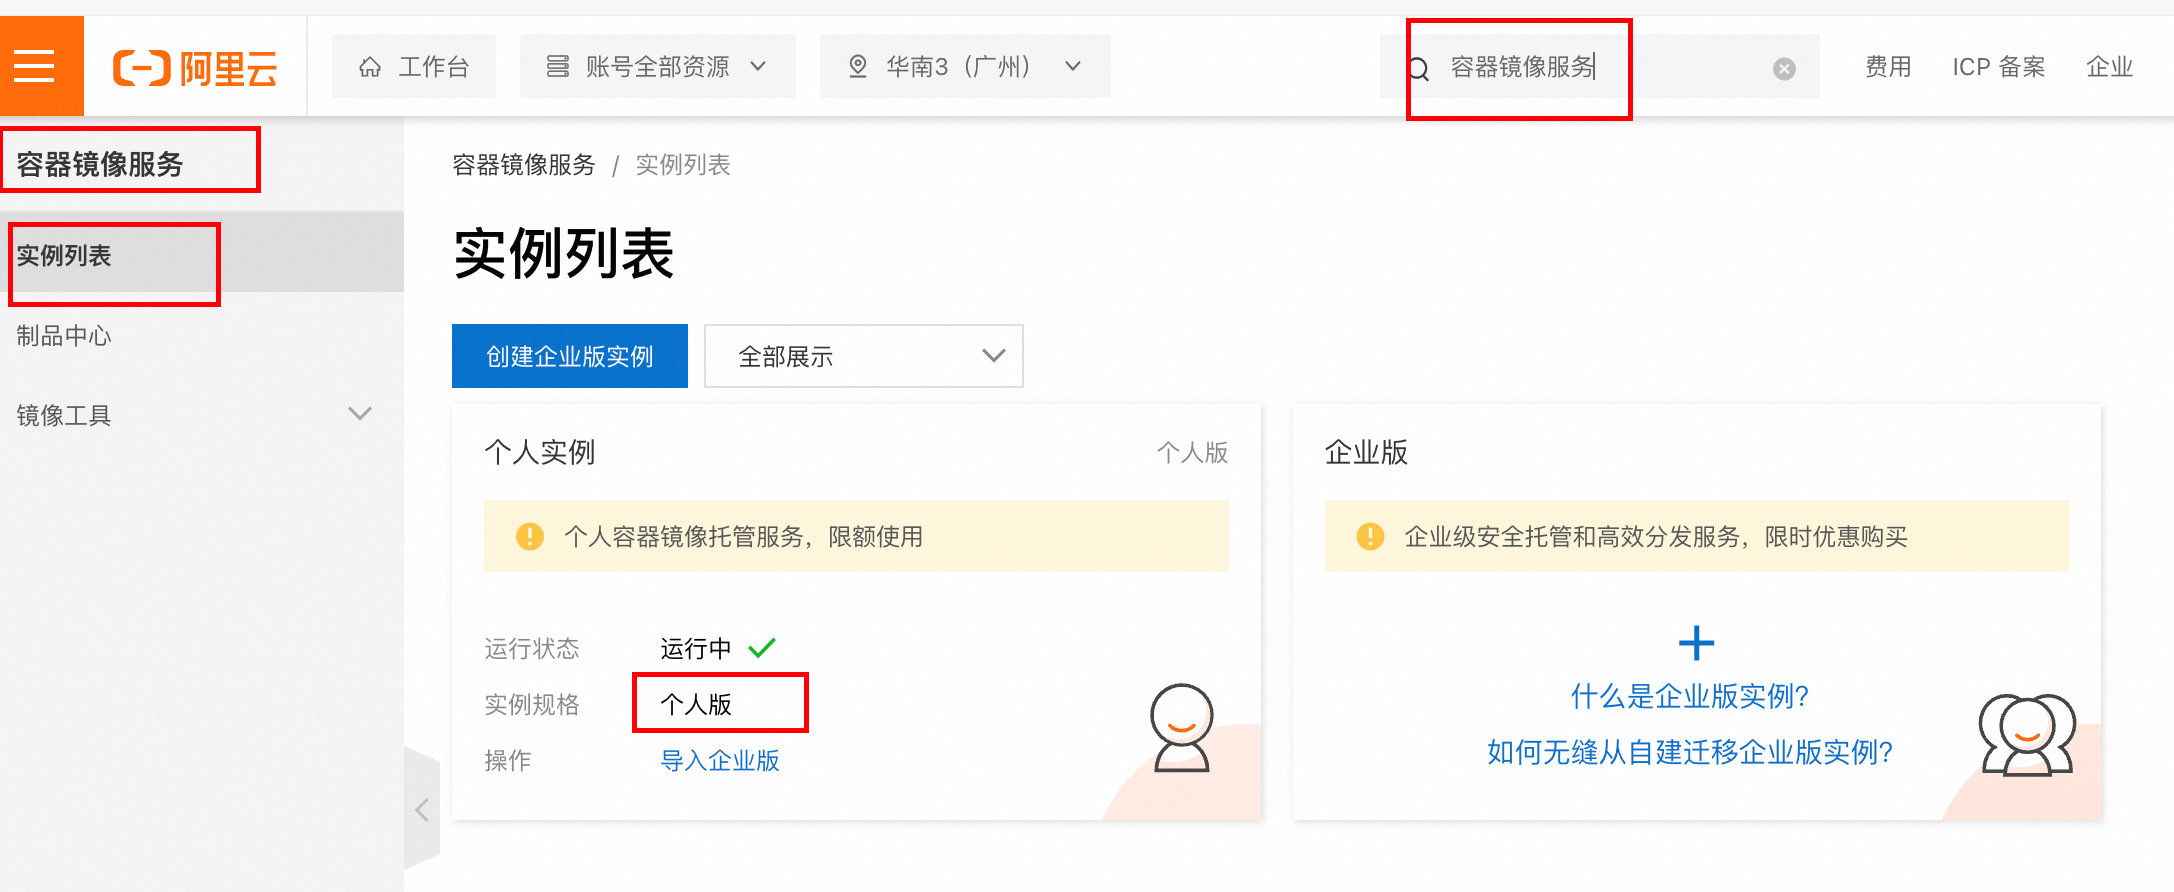 阿里云 工作台 账号全部资源 华南3（广州） 容器镜像服务 费用 ICP 备案 企业
容器镜像服务
实例列表
制品中心
镜像工具
容器镜像服务 / 实例列表
实例列表
创建企业版实例 全部展示
个人实例 个人版
个人容器镜像托管服务，限额使用
运行状态 运行中
实例规格 个人版
操作 导入企业版
企业版
企业级安全托管和高效分发服务，限时优惠购买
什么是企业版实例?
如何无缝从自建迁移企业版实例?